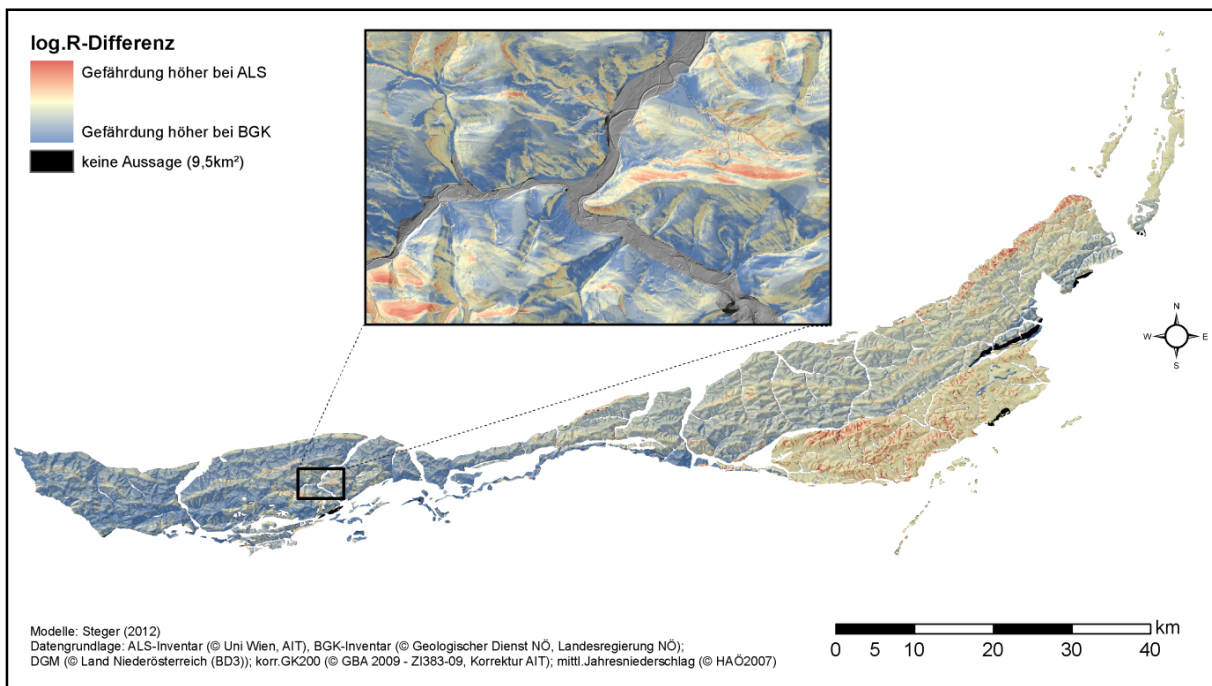 log.R-Differenz
Gefährdung höher bei ALS
Gefährdung höher bei BGK
keine Aussage (9,5km²)
N
W E
S
Modelle: Steger (2012)
Datengrundlage: ALS-Inventar (© Uni Wien, AIT), BGK-Inventar (© Geologischer Dienst NÖ, Landesregierung NÖ);
DGM (© Land Niederösterreich (BD3)); korr.GK200 (© GBA 2009 - ZI383-09, Korrektur AIT); mittl.Jahresniederschlag (© HAÖ2007)
km
0 5 10 20 30 40